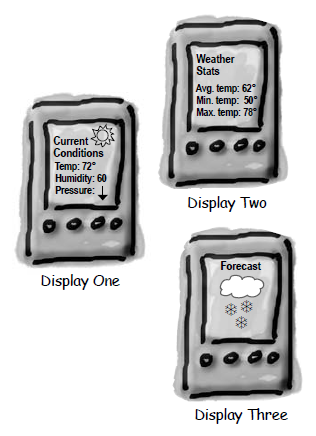 Current
Conditions
Temp: 72°
Humidity: 60
Pressure:
Display One
Weather
Stats
Avg. temp: 62°
Min. temp: 50°
Max. temp: 78°
Display Two
Forecast
Display Three